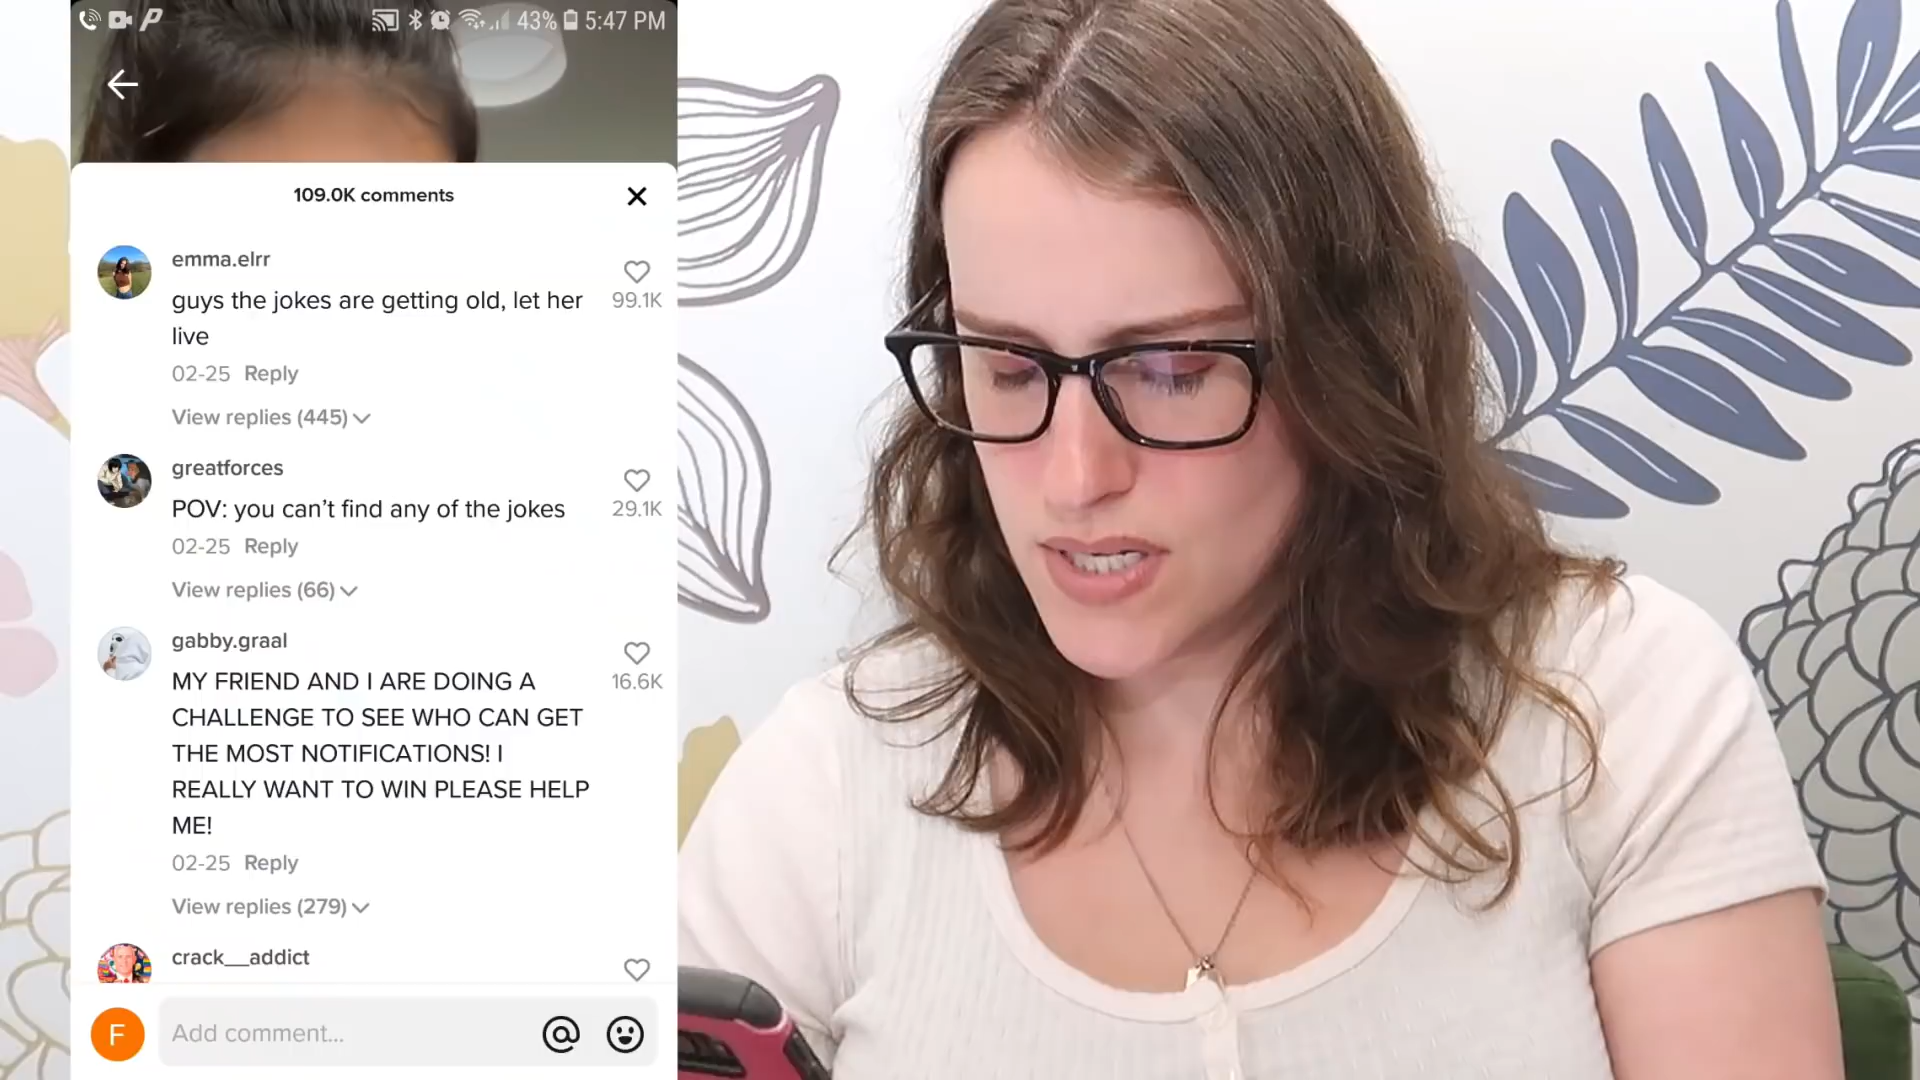 43% 5:47 PM
109.0K comments
emma.elrr
guys the jokes are getting old, let her
live
99.1K
02-25 Reply
View replies (445)
greatforces
POV: you can’t find any of the jokes
29.1K
02-25 Reply
View replies (66)
gabby.graal
MY FRIEND AND I ARE DOING A
CHALLENGE TO SEE WHO CAN GET
THE MOST NOTIFICATIONS! I
REALLY WANT TO WIN PLEASE HELP
ME!
16.6K
02-25 Reply
View replies (279)
crack__addict
F
Add comment...
@